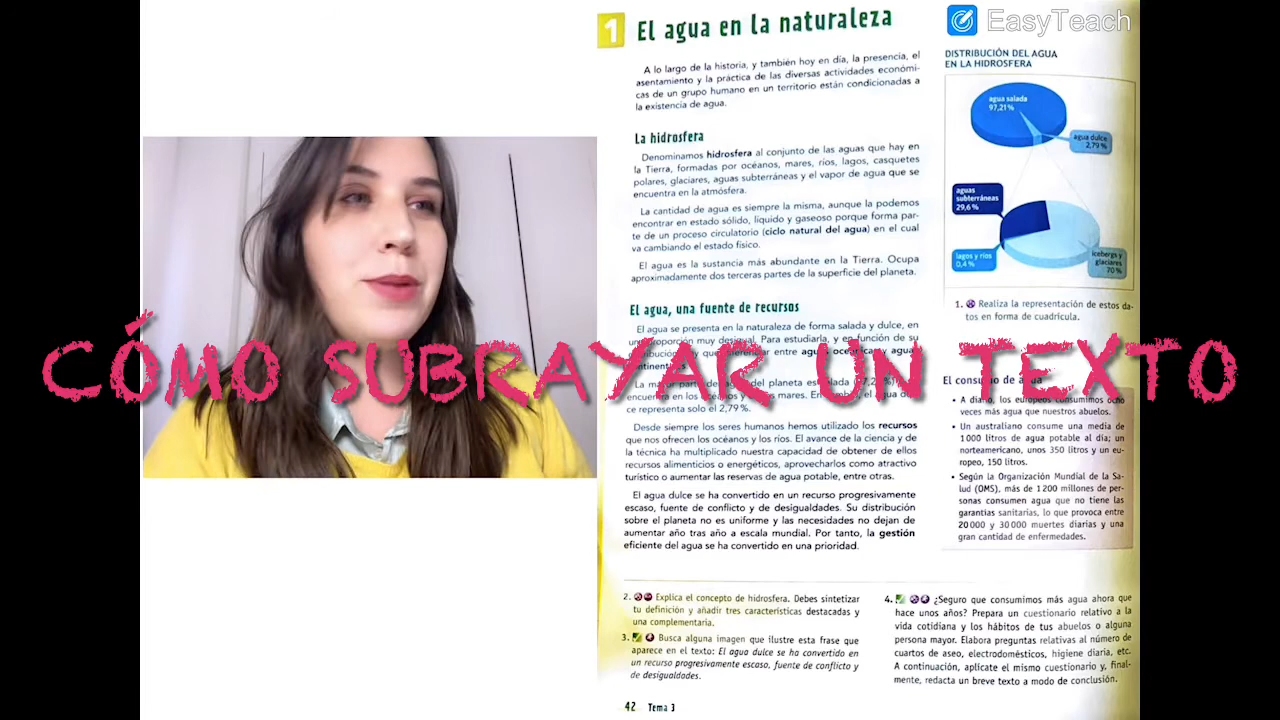 1 El agua en la naturaleza
A lo largo de la historia, y también hoy en día, la presencia, el
asentamiento y la práctica de las diversas actividades económi-
cas de un grupo humano en un territorio están condicionadas a
la existencia de agua.
La hidrosfera
Denominamos hidrosfera al conjunto de las aguas que hay en
la Tierra, formadas por océanos, mares, ríos, lagos, casquetes
polares, glaciares, aguas subterráneas y el vapor de agua que se
encuentra en la atmósfera.
La cantidad de agua es siempre la misma, aunque la podemos
encontrar en estado sólido, líquido y gaseoso porque forma par-
te de un proceso circulatorio (ciclo natural del agua) en el cual
va cambiando el estado físico.
El agua es la sustancia más abundante en la Tierra. Ocupa
aproximadamente dos terceras partes de la superficie del planeta.
El agua, una fuente de recursos
El agua se presenta en la naturaleza de forma salada y dulce, en
proporción muy desigual. Para estudiarla, y en función de su
entre
La del agua del planeta es
encuentra en los mares. En el agua
ce representa solo el 2,79 %.
Desde siempre los seres humanos hemos utilizado los recursos
que nos ofrecen los océanos y los ríos. El avance de la ciencia y de
la técnica ha multiplicado nuestra capacidad de obtener de ellos
recursos alimenticios o energéticos, aprovecharlos como atractivo
turístico o aumentar las reservas de agua potable, entre otras.
El agua dulce se ha convertido en un recurso progresivamente
escaso, fuente de conflicto y de desigualdades. Su distribución
sobre el planeta no es uniforme y las necesidades no dejan de
aumentar año tras año a escala mundial. Por tanto, la gestión
eficiente del agua se ha convertido en una prioridad.
EasyTeach
DISTRIBUCIÓN DEL AGUA
EN LA HIDROSFERA
agua salada
97,21%
agua dulce
2,79 %
aguas
subterráneas
29,6 %
lagos y ríos
0,4 %
icebergs y
glaciares
70 %
1. Realiza la representación de estos da-
tos en forma de cuadrícula.
CÓMO SUBRAYAR UN TEXTO
El consumo de agua
• A diario, los europeos consumimos ocho
veces más agua que nuestros abuelos.
• Un australiano consume una media de
1 000 litros de agua potable al día; un
norteamericano, unos 350 litros y un eu-
ropeo, 150 litros.
• Según la Organización Mundial de la Sa-
lud (OMS), más de 1 200 millones de per-
sonas consumen agua que no tiene las
garantías sanitarias, lo que provoca entre
20 000 y 30 000 muertes diarias y una
gran cantidad de enfermedades.
2. Explica el concepto de hidrosfera. Debes sintetizar
tu definición y añadir tres características destacadas y
una complementaria.
3. Busca alguna imagen que ilustre esta frase que
aparece en el texto: El agua dulce se ha convertido en
un recurso progresivamente escaso, fuente de conflicto y
de desigualdades.
4. ¿Seguro que consumimos más agua ahora que
hace unos años? Prepara un cuestionario relativo a la
vida cotidiana y los hábitos de tus abuelos o alguna
persona mayor. Elabora preguntas relativas al número de
cuartos de aseo, electrodomésticos, higiene diaria, etc.
A continuación, aplícate el mismo cuestionario y, final-
mente, redacta un breve texto a modo de conclusión.
42 Tema 3